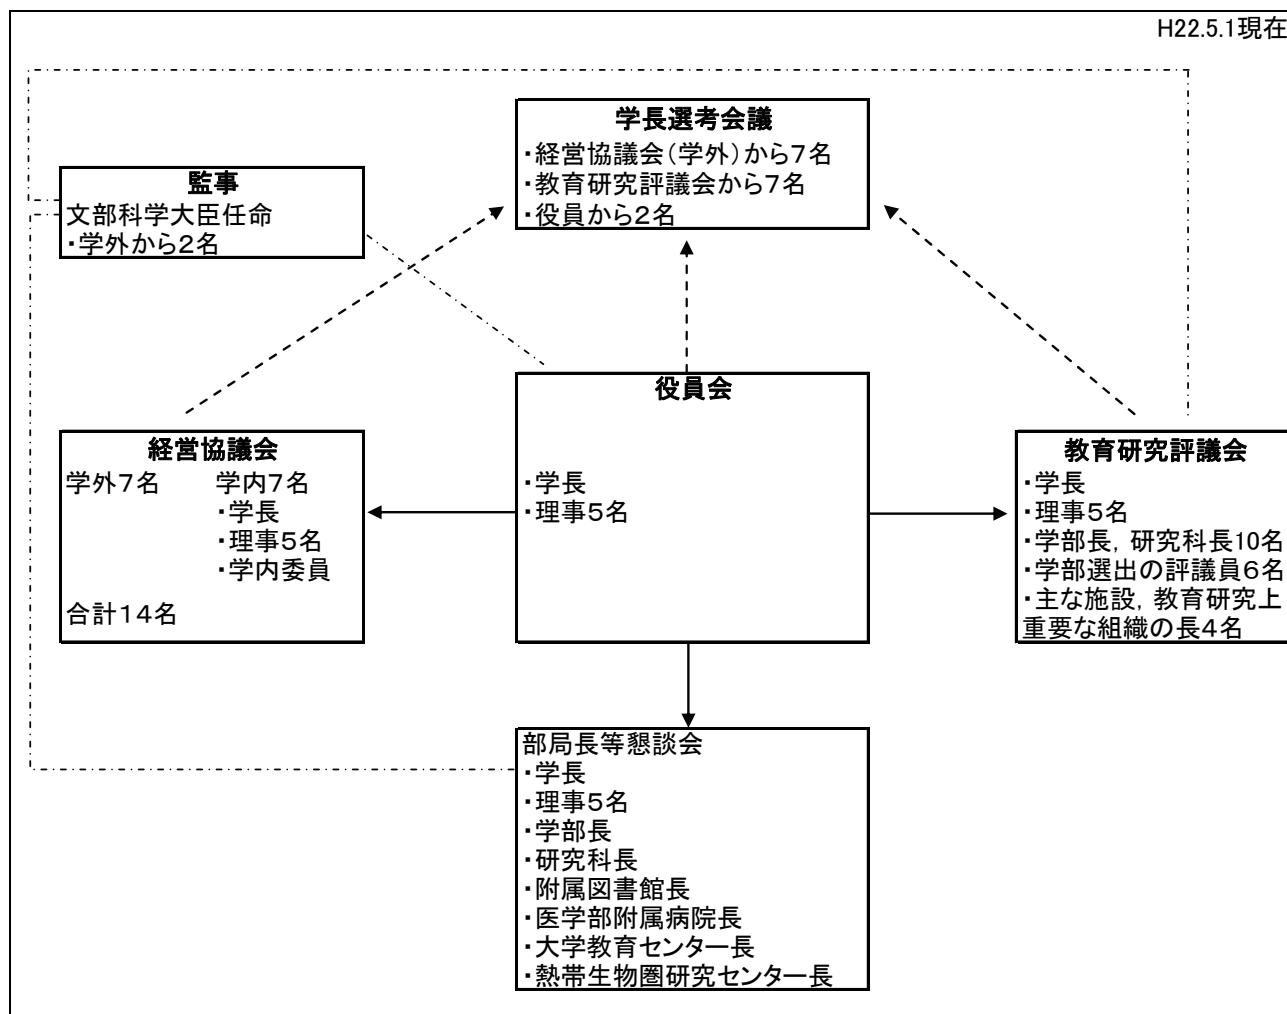 H22.5.1現在
学長選考会議
・経営協議会(学外)から7名
・教育研究評議会から7名
・役員から2名
監事
文部科学大臣任命
・学外から2名
役員会
・学長
・理事5名
経営協議会
学外7名 学内7名
・学長
・理事5名
・学内委員
合計14名
教育研究評議会
・学長
・理事5名
・学部長，研究科長10名
・学部選出の評議員6名
・主な施設，教育研究上
重要な組織の長4名
部局長等懇談会
・学長
・理事5名
・学部長
・研究科長
・附属図書館長
・医学部附属病院長
・大学教育センター長
・熱帯生物圏研究センター長